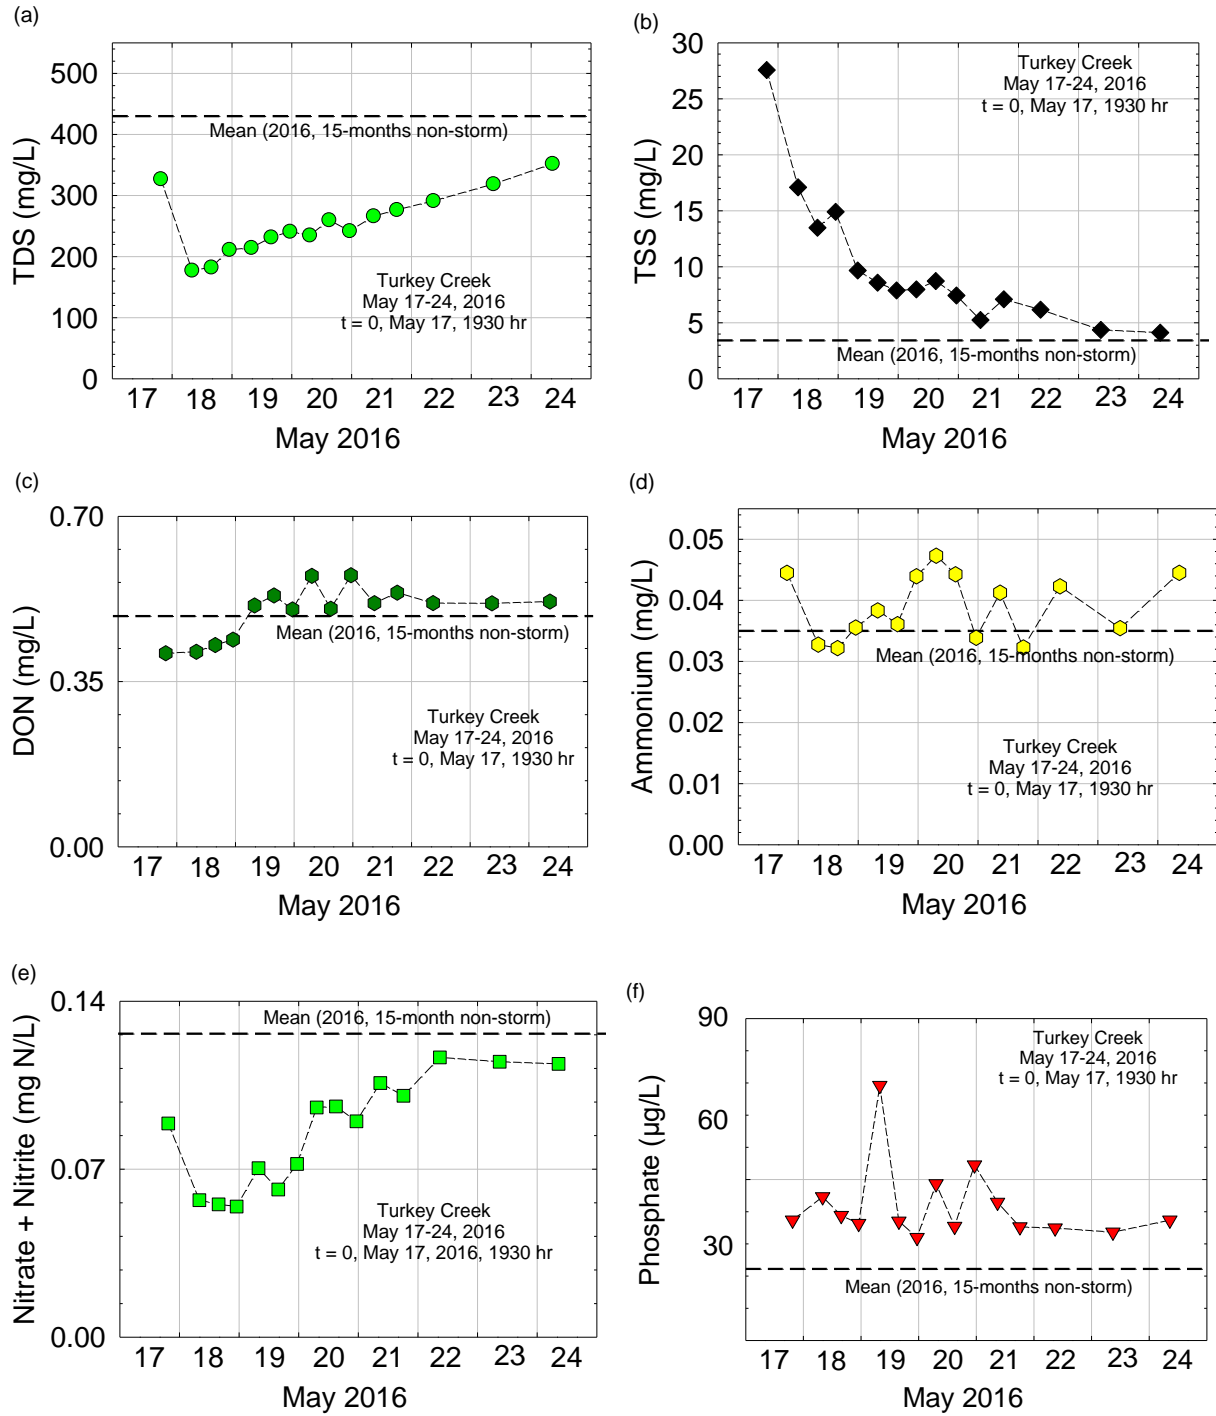 (a)
550
400
300
200
100
0
TDS (mg/L)
Mean (2016, 15-months non-storm)
Turkey Creek
May 17-24, 2016
t = 0, May 17, 1930 hr
17 18 19 20 21 22 23 24
May 2016
(b)
30
25
20
15
10
5
0
TSS (mg/L)
Turkey Creek
May 17-24, 2016
t = 0, May 17, 1930 hr
Mean (2016, 15-months non-storm)
17 18 19 20 21 22 23 24
May 2016
(c)
0.70
0.35
0.00
DON (mg/L)
Mean (2016, 15-months non-storm)
Turkey Creek
May 17-24, 2016
t = 0, May 17, 1930 hr
17 18 19 20 21 22 23 24
May 2016
(d)
0.05
0.04
0.03
0.02
0.01
0.00
Ammonium (mg/L)
Mean (2016, 15-months non-storm)
Turkey Creek
May 17-24, 2016
t = 0, May 17, 1930 hr
17 18 19 20 21 22 23 24
May 2016
(e)
0.14
0.07
0.00
Nitrate + Nitrite (mg N/L)
Mean (2016, 15-month non-storm)
Turkey Creek
May 17-24, 2016
t = 0, May 17, 2016, 1930 hr
17 18 19 20 21 22 23 24
May 2016
(f)
90
60
30
Phosphate (µg/L)
Turkey Creek
May 17-24, 2016
t = 0, May 17, 1930 hr
Mean (2016, 15-months non-storm)
17 18 19 20 21 22 23 24
May 2016